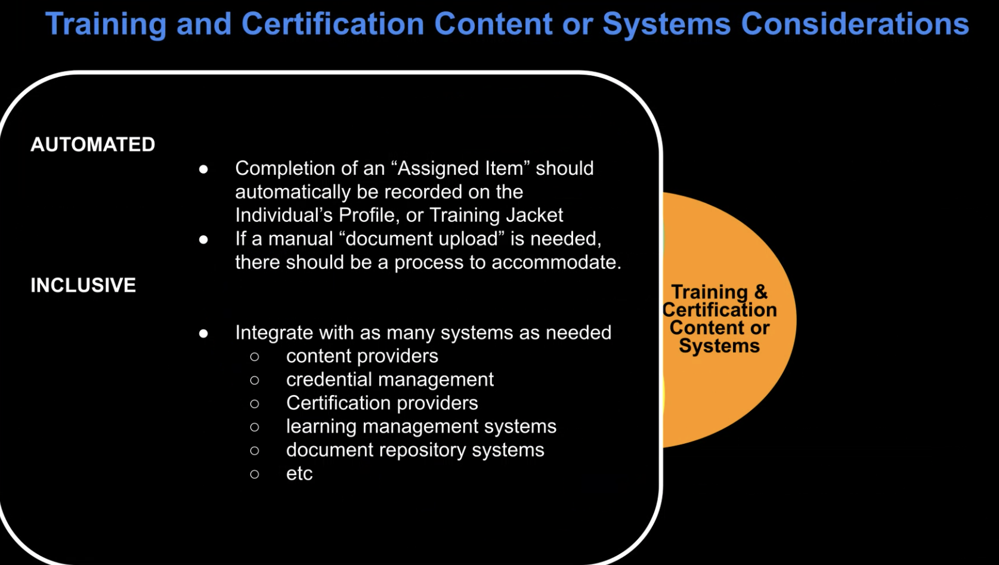 Training and Certification Content or Systems Considerations
AUTOMATED
● Completion of an “Assigned Item” should
automatically be recorded on the
Individual’s Profile, or Training Jacket
● If a manual “document upload” is needed,
there should be a process to accommodate.
INCLUSIVE
● Integrate with as many systems as needed
○ content providers
○ credential management
○ Certification providers
○ learning management systems
○ document repository systems
○ etc
Training &
Certification
Content or
Systems